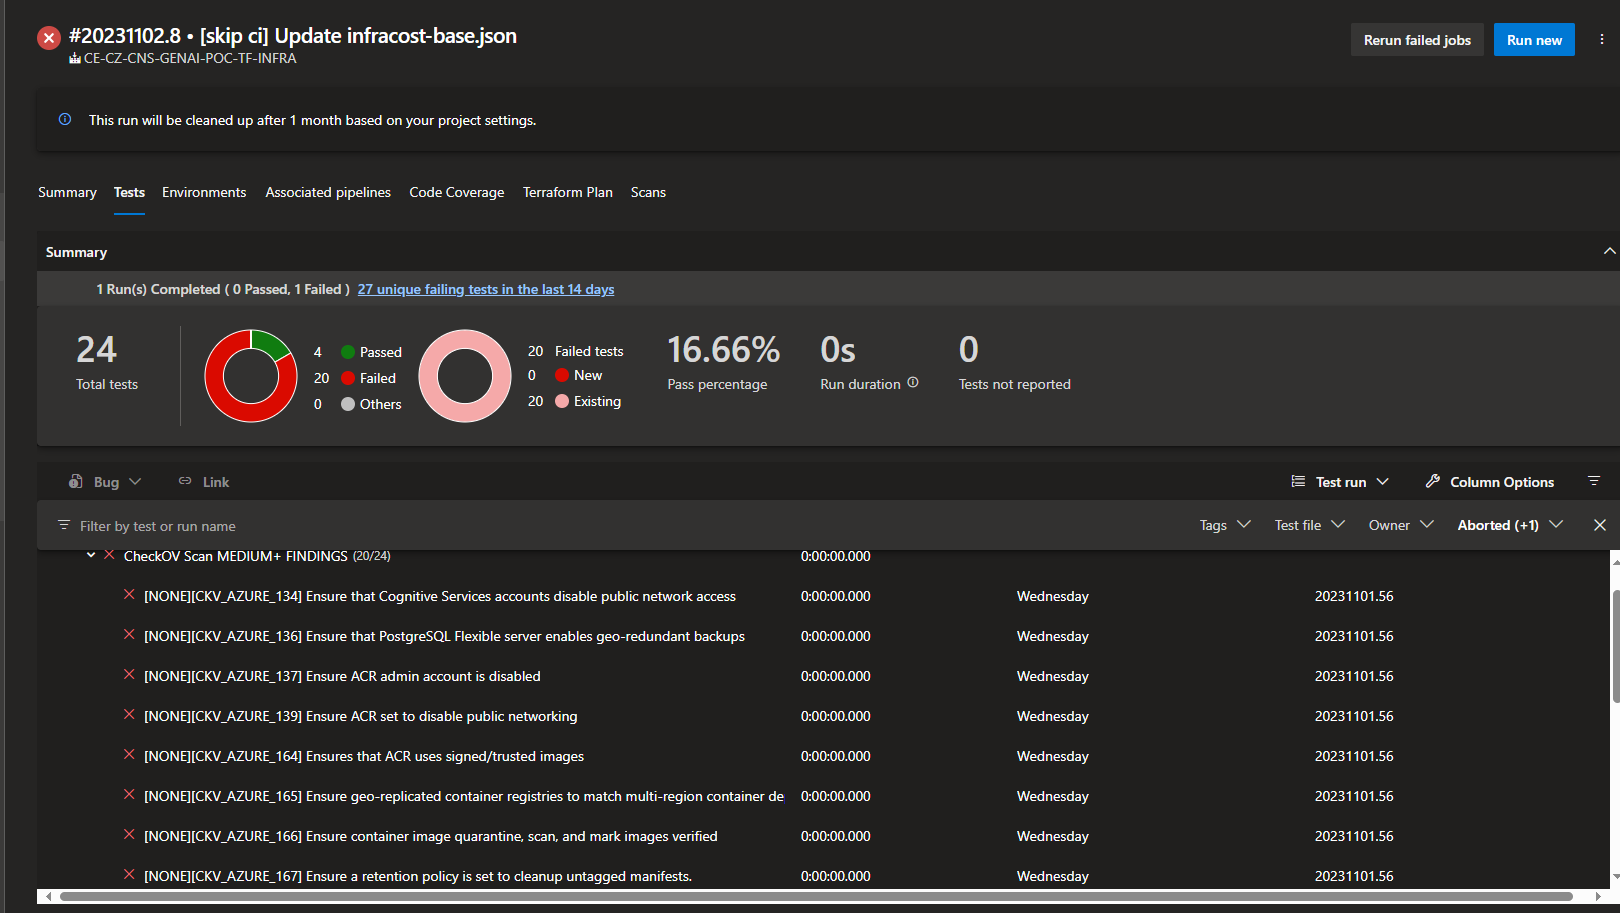 #20231102.8 • [skip ci] Update infracost-base.json
Rerun failed jobs
Run new
CE-CZ-CNS-GENAI-POC-TF-INFRA
This run will be cleaned up after 1 month based on your project settings.
Summary Tests Environments Associated pipelines Code Coverage Terraform Plan Scans
Summary
1 Run(s) Completed ( 0 Passed, 1 Failed ) 27 unique failing tests in the last 14 days
24
Total tests
4 Passed
20 Failed
0 Others
20 Failed tests
0 New
20 Existing
16.66%
Pass percentage
0s
Run duration
0
Tests not reported
Bug Link Test run Column Options
Filter by test or run name Tags Test file Owner Aborted (+1)
CheckOV Scan MEDIUM+ FINDINGS (20/24) 0:00:00.000
[NONE][CKV_AZURE_134] Ensure that Cognitive Services accounts disable public network access 0:00:00.000 Wednesday 20231101.56
[NONE][CKV_AZURE_136] Ensure that PostgreSQL Flexible server enables geo-redundant backups 0:00:00.000 Wednesday 20231101.56
[NONE][CKV_AZURE_137] Ensure ACR admin account is disabled 0:00:00.000 Wednesday 20231101.56
[NONE][CKV_AZURE_139] Ensure ACR set to disable public networking 0:00:00.000 Wednesday 20231101.56
[NONE][CKV_AZURE_164] Ensures that ACR uses signed/trusted images 0:00:00.000 Wednesday 20231101.56
[NONE][CKV_AZURE_165] Ensure geo-replicated container registries to match multi-region container de 0:00:00.000 Wednesday 20231101.56
[NONE][CKV_AZURE_166] Ensure container image quarantine, scan, and mark images verified 0:00:00.000 Wednesday 20231101.56
[NONE][CKV_AZURE_167] Ensure a retention policy is set to cleanup untagged manifests. 0:00:00.000 Wednesday 20231101.56